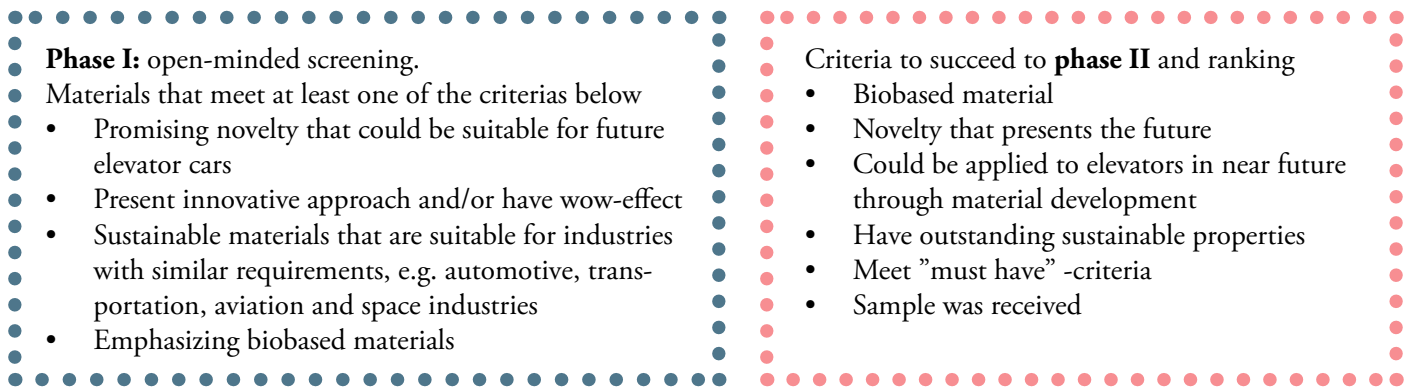 Phase I: open-minded screening.
Materials that meet at least one of the criterias below
• Promising novelty that could be suitable for future
elevator cars
• Present innovative approach and/or have wow-effect
• Sustainable materials that are suitable for industries
with similar requirements, e.g. automotive, trans-
portation, aviation and space industries
• Emphasizing biobased materials
Criteria to succeed to phase II and ranking
• Biobased material
• Novelty that presents the future
• Could be applied to elevators in near future
through material development
• Have outstanding sustainable properties
• Meet ”must have” -criteria
• Sample was received